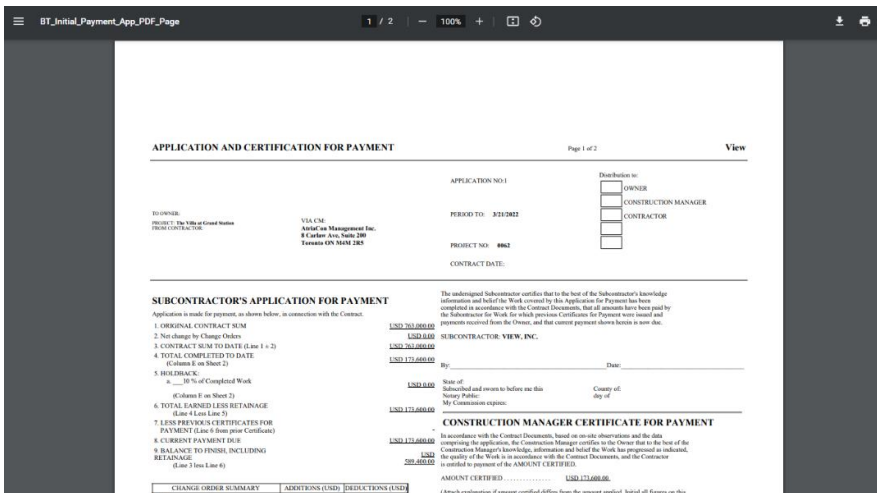 BT_Initial_Payment_App_PDF_Page
1 / 2
100%
APPLICATION AND CERTIFICATION FOR PAYMENT
Page 1 of 2
View
APPLICATION NO:1
Distribution to:
OWNER
CONSTRUCTION MANAGER
CONTRACTOR
TO OWNER:
PROJECT: The Villa at Grand Station
FROM CONTRACTOR:
VIA CM:
AtriaCon Management Inc.
8 Carlaw Ave, Suite 200
Toronto ON M4M 2R5
PERIOD TO: 3/21/2022
PROJECT NO: 0062
CONTRACT DATE:
SUBCONTRACTOR'S APPLICATION FOR PAYMENT
Application is made for payment, as shown below, in connection with the Contract.
1. ORIGINAL CONTRACT SUM USD 763,000.00
2. Net change by Change Orders USD 0.00
3. CONTRACT SUM TO DATE (Line 1 ± 2) USD 763,000.00
4. TOTAL COMPLETED TO DATE USD 173,600.00
(Column E on Sheet 2)
5. HOLDBACK:
a. ___10 % of Completed Work USD 0.00
(Column E on Sheet 2)
6. TOTAL EARNED LESS RETAINAGE USD 173,600.00
(Line 4 Less Line 5)
7. LESS PREVIOUS CERTIFICATES FOR
PAYMENT (Line 6 from prior Certificate) -
8. CURRENT PAYMENT DUE USD 173,600.00
9. BALANCE TO FINISH, INCLUDING
RETAINAGE USD 589,400.00
(Line 3 less Line 6)
CHANGE ORDER SUMMARY ADDITIONS (USD) DEDUCTIONS (USD)
The undersigned Subcontractor certifies that to the best of the Subcontractor's knowledge
information and belief the Work covered by this Application for Payment has been
completed in accordance with the Contract Documents, that all amounts have been paid by
the Subcontractor for Work for which previous Certificates for Payment were issued and
payments received from the Owner, and that current payment shown herein is now due.
SUBCONTRACTOR: VIEW, INC.
By: Date:
State of: County of:
Subscribed and sworn to before me this day of
Notary Public:
My Commission expires:
CONSTRUCTION MANAGER CERTIFICATE FOR PAYMENT
In accordance with the Contract Documents, based on on-site observations and the data
comprising the application, the Construction Manager certifies to the Owner that to the best of the
Construction Manager's knowledge, information and belief the Work has progressed as indicated,
the quality of the Work is in accordance with the Contract Documents, and the Contractor
is entitled to payment of the AMOUNT CERTIFIED.
AMOUNT CERTIFIED . . . . . . . . . . . . . . . USD 173,600.00
(Attach explanation if amount certified differs from the amount applied. Initial all figures on this